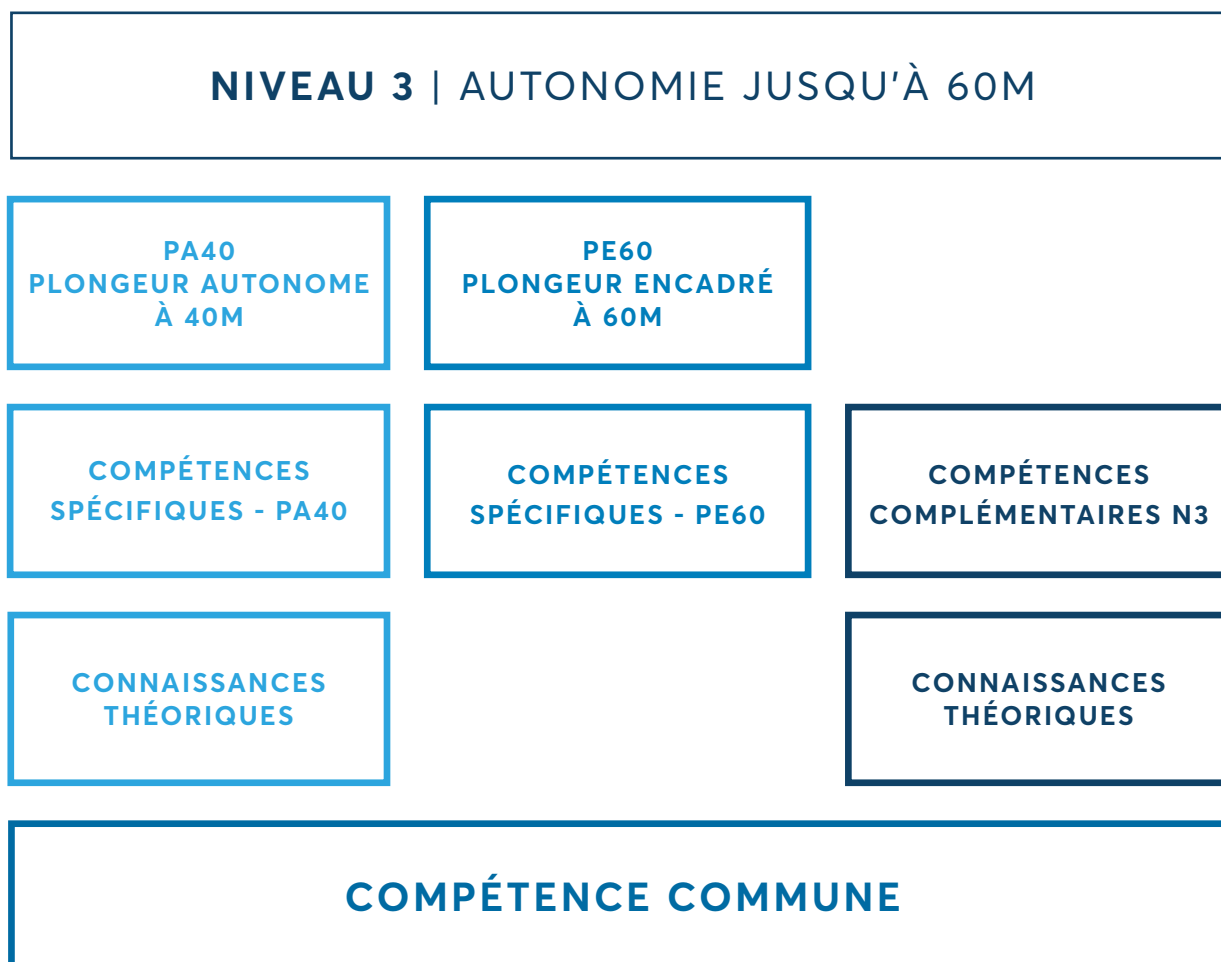 NIVEAU 3 | AUTONOMIE JUSQU'À 60M
PA40
PLONGEUR AUTONOME
À 40M
PE60
PLONGEUR ENCADRÉ
À 60M
COMPÉTENCES
SPÉCIFIQUES - PA40
COMPÉTENCES
SPÉCIFIQUES - PE60
COMPÉTENCES
COMPLÉMENTAIRES N3
CONNAISSANCES
THÉORIQUES
CONNAISSANCES
THÉORIQUES
COMPÉTENCE COMMUNE